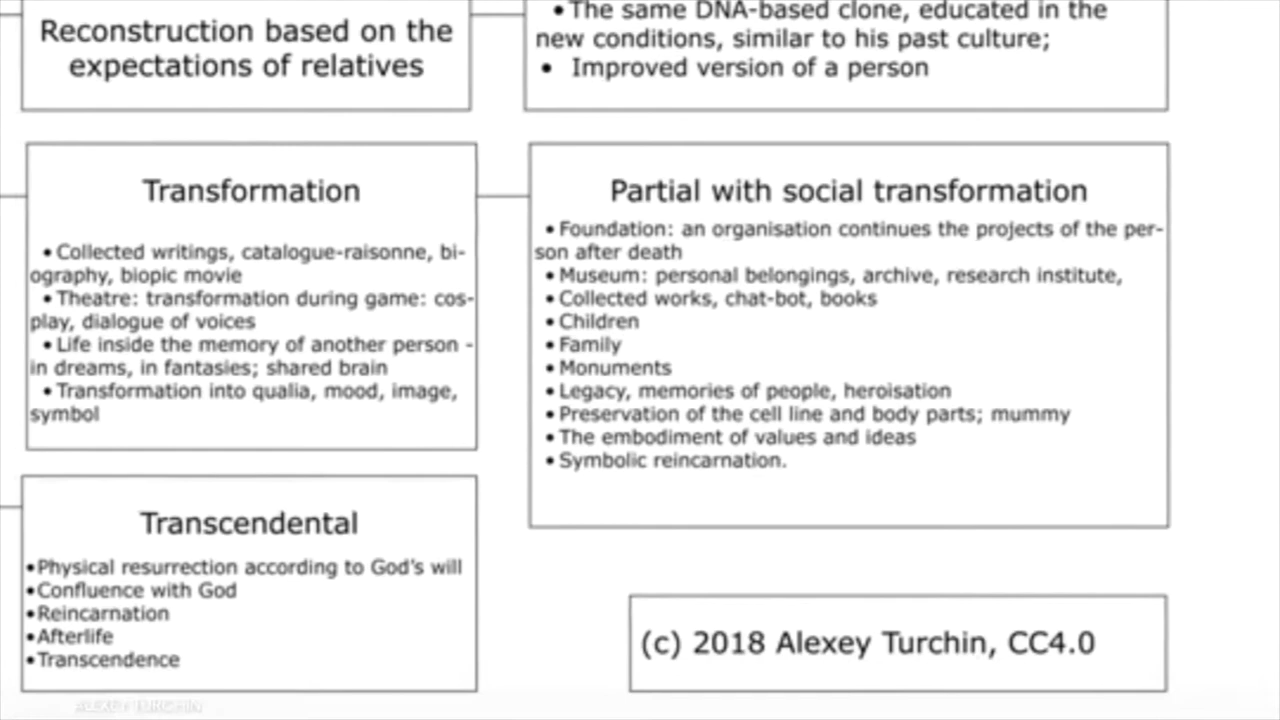 Reconstruction based on the
expectations of relatives
•The same DNA-based clone, educated in the
new conditions, similar to his past culture;
• Improved version of a person
Transformation
•Collected writings, catalogue-raisonne, bi-
ography, biopic movie
•Theatre: transformation during game: cos-
play, dialogue of voices
•Life inside the memory of another person -
in dreams, in fantasies; shared brain
•Transformation into qualia, mood, image,
symbol
Partial with social transformation
•Foundation: an organisation continues the projects of the per-
son after death
•Museum: personal belongings, archive, research institute,
•Collected works, chat-bot, books
•Children
•Family
•Monuments
•Legacy, memories of people, heroisation
•Preservation of the cell line and body parts; mummy
•The embodiment of values and ideas
•Symbolic reincarnation.
Transcendental
•Physical resurrection according to God's will
•Confluence with God
•Reincarnation
•Afterlife
•Transcendence
(c) 2018 Alexey Turchin, CC4.0
ALEXEY TURCHIN